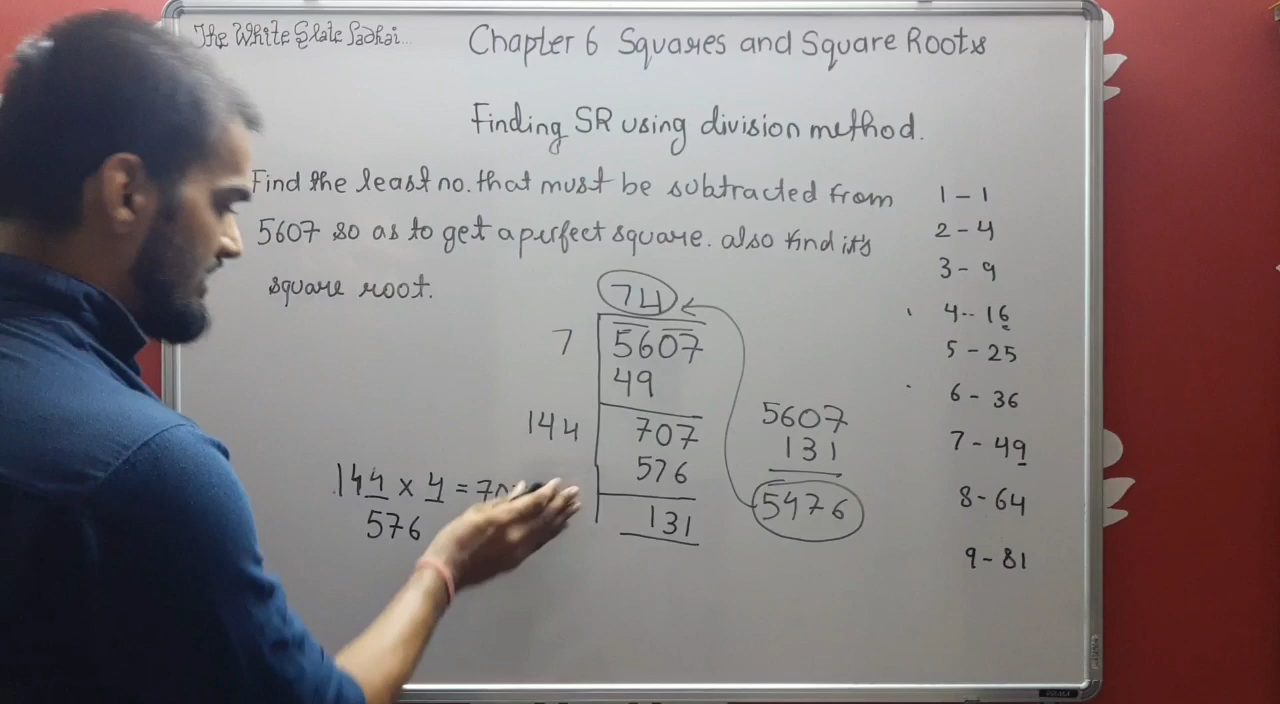 The White Slate Padhai...
Chapter 6 Squares and Square Roots
Finding SR using division method.
Find the least no. that must be subtracted from
5607 so as to get a perfect square. also find it's
square root.
74
7 5607
49
144 707
576
131
144 × 4 = 70
576
5607
131
5476
1 - 1
2 - 4
3 - 9
4 - - 16
5 - 25
6 - 36
7 - 49
8 - 64
9 - 81